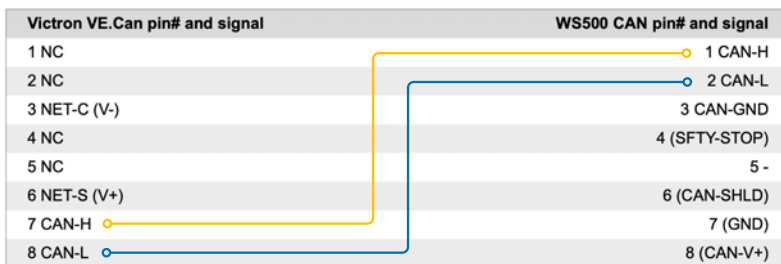 Victron VE.Can pin# and signal WS500 CAN pin# and signal
1 NC 1 CAN-H
2 NC 2 CAN-L
3 NET-C (V-) 3 CAN-GND
4 NC 4 (SFTY-STOP)
5 NC 5 -
6 NET-S (V+) 6 (CAN-SHLD)
7 CAN-H 7 (GND)
8 CAN-L 8 (CAN-V+)